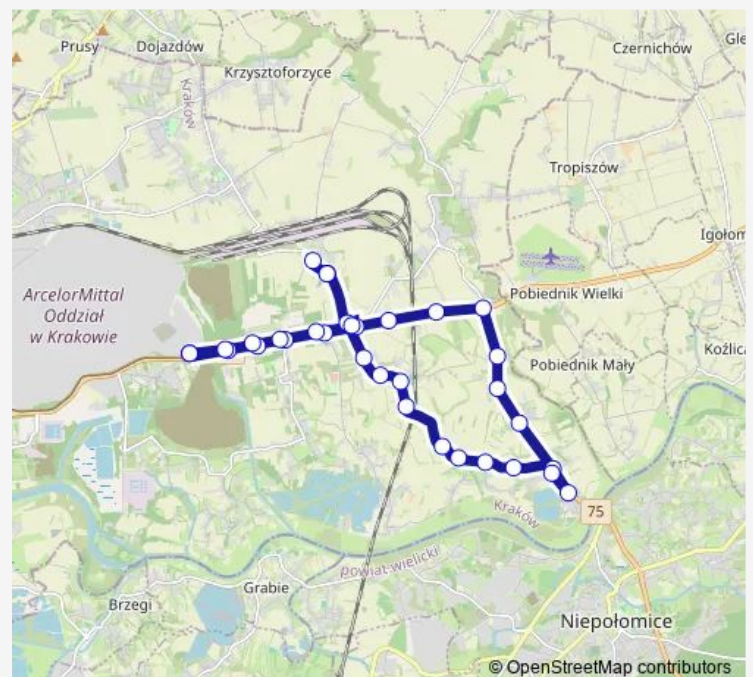 Prusy
Dojazdów
Czernichów
Gle
Krzysztoforzyce
Kraków
Tropiszów
Igołom
ArcelorMittal
Oddział
w Krakowie
Pobiednik Wielki
Pobiednik Mały
Koźlic
Kraków
75
powiat wielicki
Grabie
Brzegi
Niepołomice
© OpenStreetMap contributors